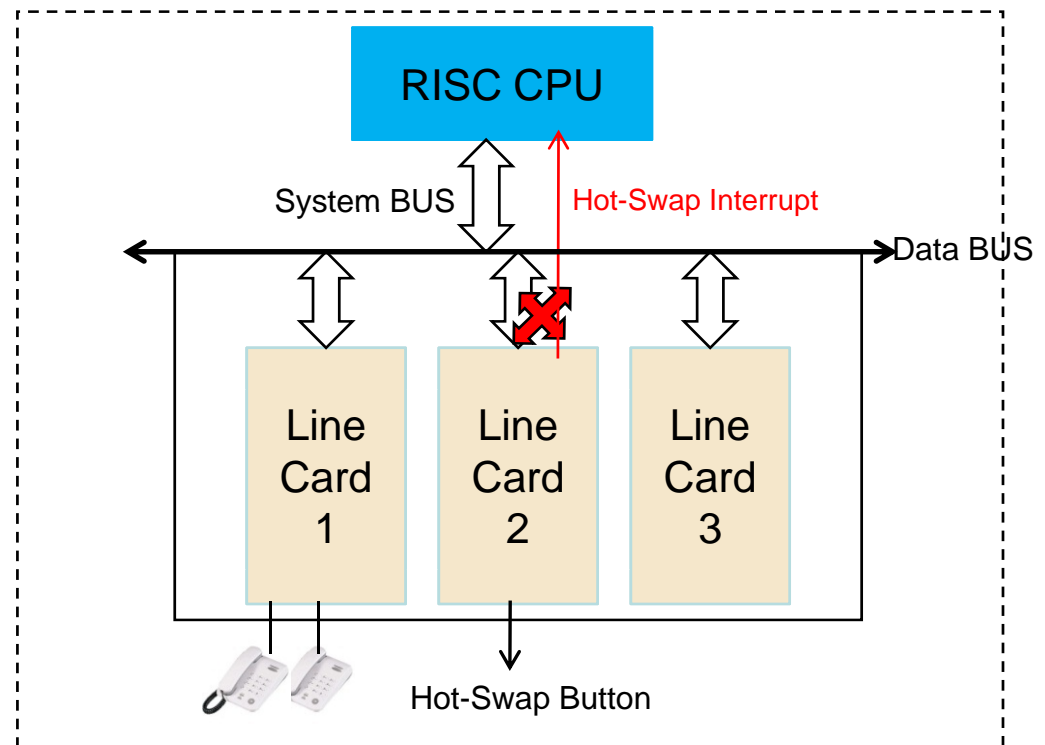 RISC CPU
System BUS
Hot-Swap Interrupt
Data BUS
Line
Card
1
Line
Card
2
Line
Card
3
Hot-Swap Button